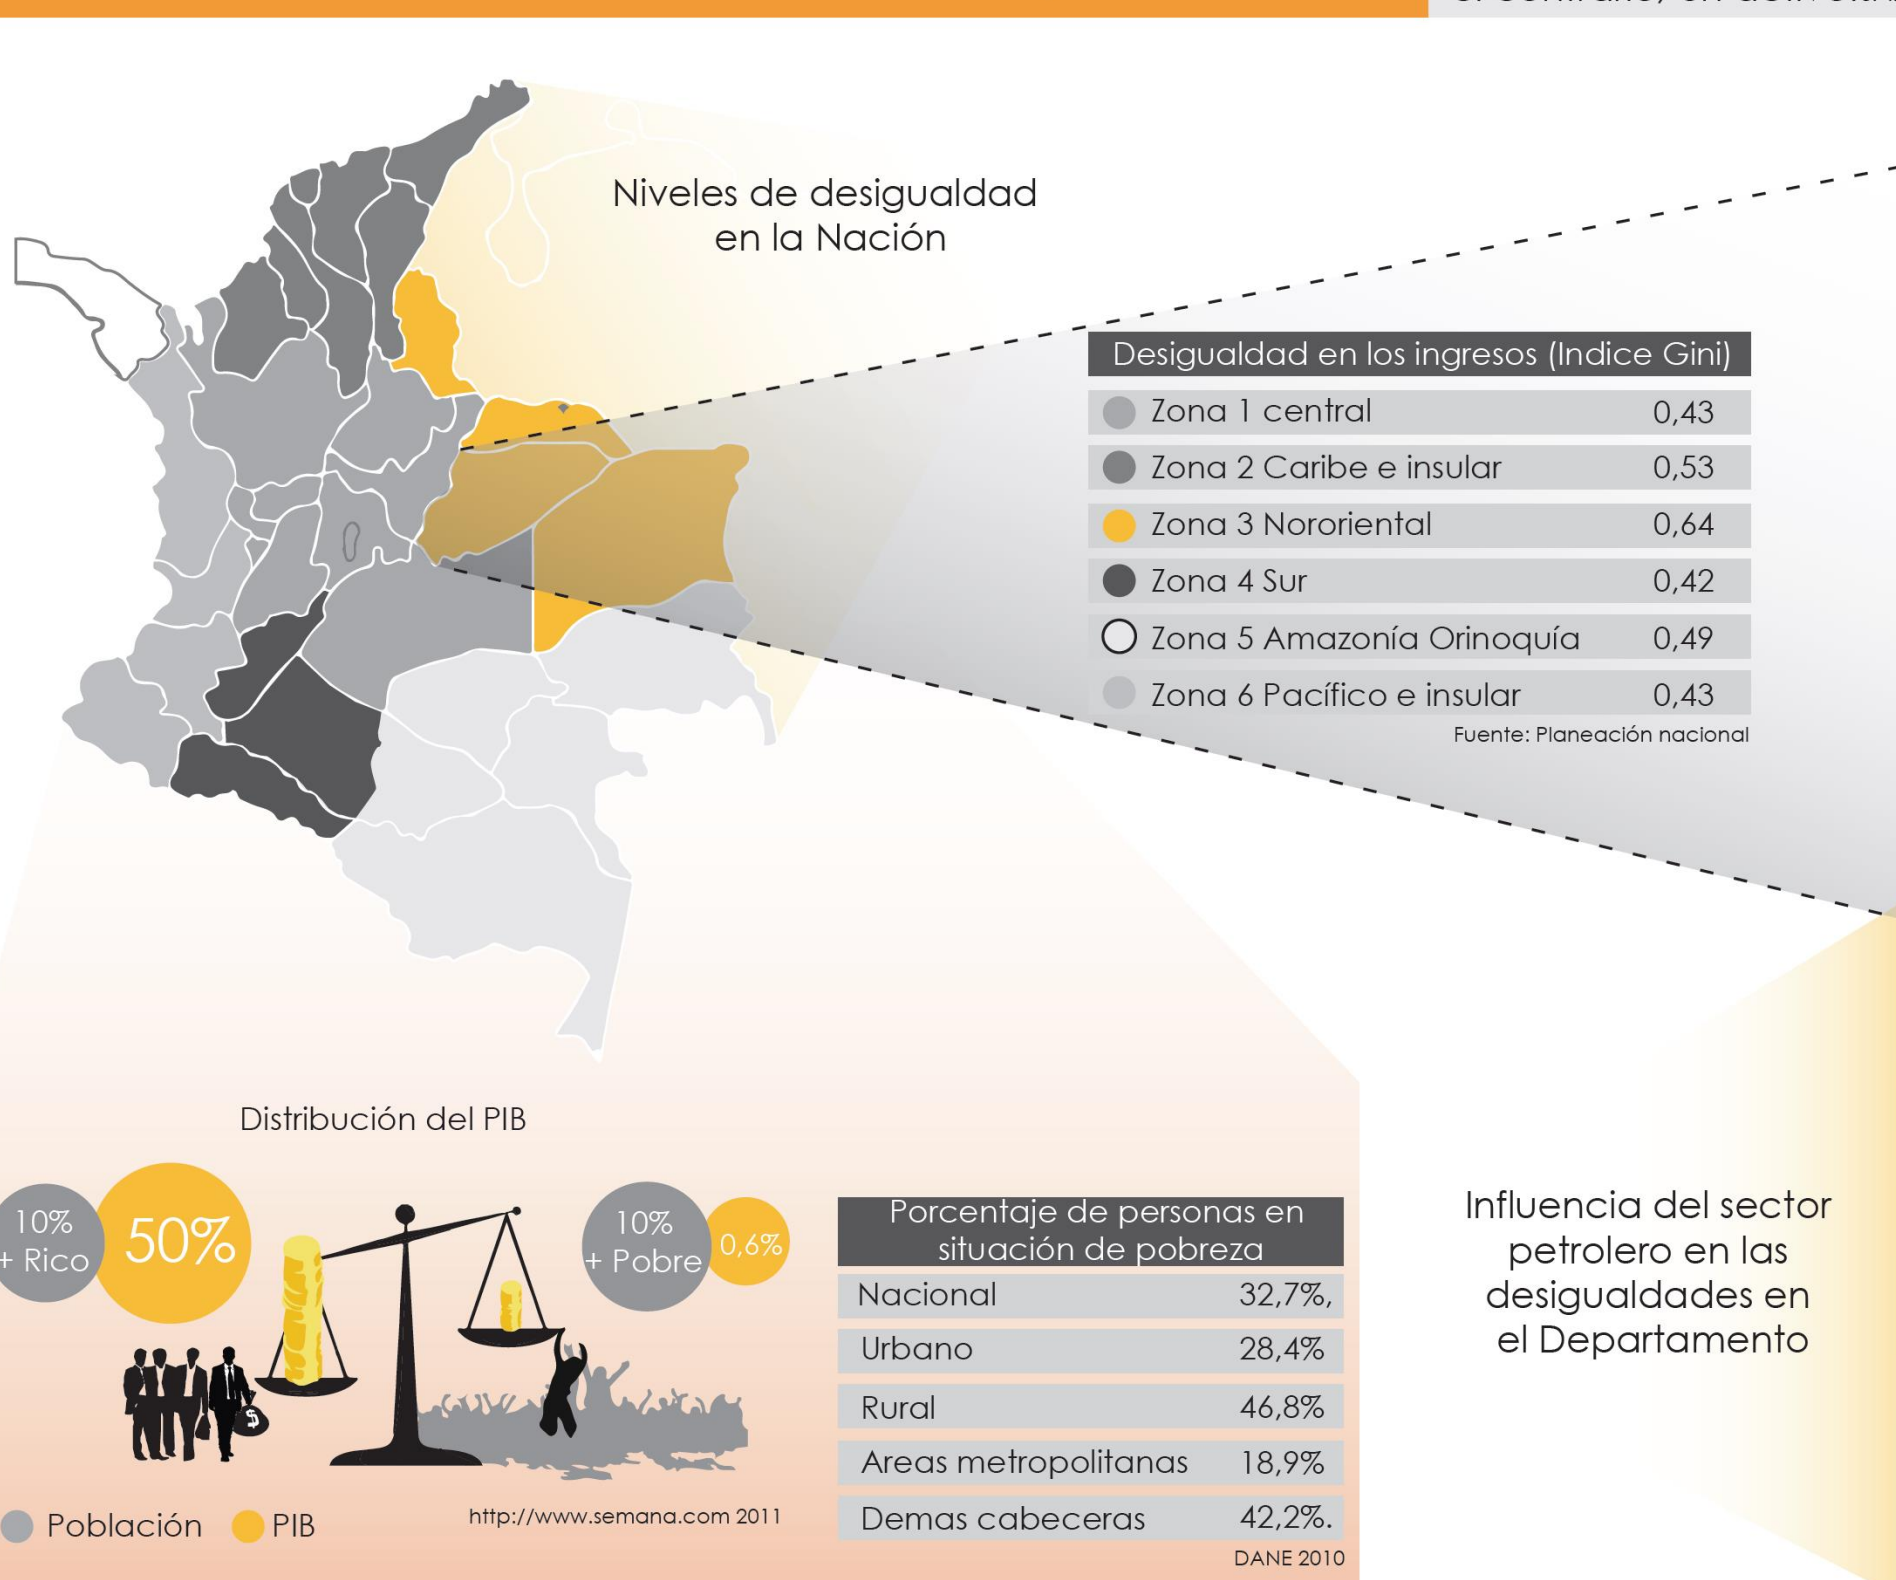 Niveles de desigualdad
en la Nación
Desigualdad en los ingresos (Indice Gini)
Zona 1 central 0,43
Zona 2 Caribe e insular 0,53
Zona 3 Nororiental 0,64
Zona 4 Sur 0,42
Zona 5 Amazonía Orinoquía 0,49
Zona 6 Pacífico e insular 0,43
Fuente: Planeación nacional
Distribución del PIB
10%
+ Rico
50%
10%
+ Pobre
0,6%
$
Población
PIB
http://www.semana.com 2011
Porcentaje de personas en
situación de pobreza
Nacional 32,7%,
Urbano 28,4%
Rural 46,8%
Areas metropolitanas 18,9%
Demas cabeceras 42,2%.
DANE 2010
Influencia del sector
petrolero en las
desigualdades en
el Departamento